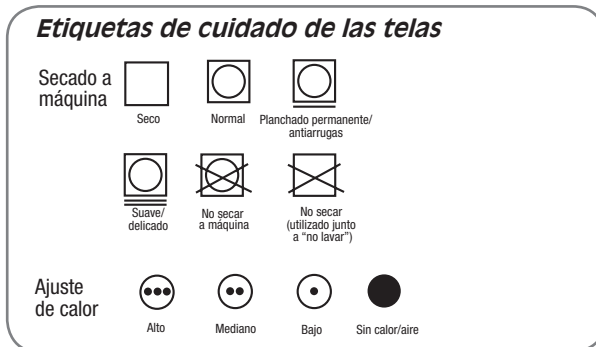 Etiquetas de cuidado de las telas
Secado a
máquina
Seco
Normal
Planchado permanente/
antiarrugas
Suave/
delicado
No secar
a máquina
No secar
(utilizado junto
a “no lavar”)
Ajuste
de calor
Alto
Mediano
Bajo
Sin calor/aire